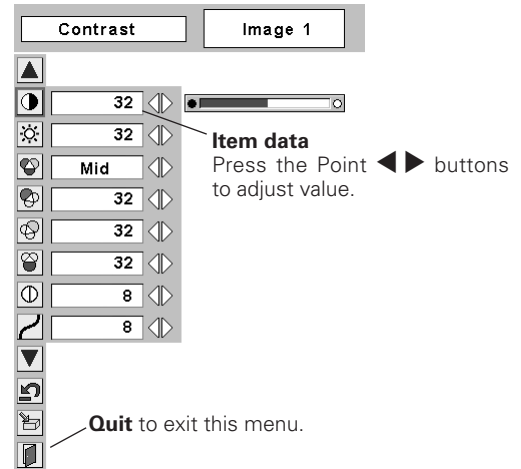 Contrast Image 1
32
32
Item data
Mid
Press the Point ◀▶ buttons
to adjust value.
32
32
32
8
8
Quit to exit this menu.